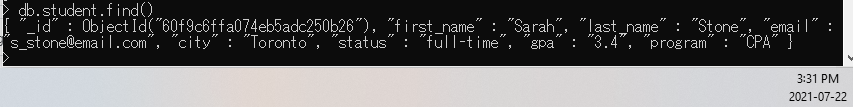 > db.student.find()
{ "_id" : ObjectId("60f9c6ffa074eb5adc250b26"), "first_name" : "Sarah", "last_name" : "Stone", "email" :
"s_stone@email.com", "city" : "Toronto", "status" : "full-time", "gpa" : "3.4", "program" : "CPA" }
>
3:31 PM
2021-07-22